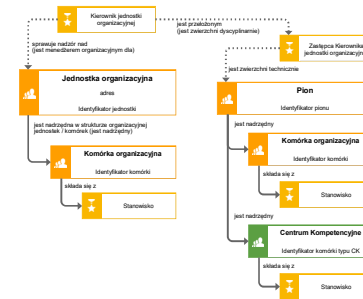 Kierownik jednostki
organizacyjnej
jest przełożonym
(jest zwierzchni dyscyplinarnie)
sprawuje nadzór nad
(jest menedżerem organizacyjnym dla)
Zastępca Kierownika
jednostki organizacyjnej
jest zwierzchni technicznie
Jednostka organizacyjna
adres
Identyfikator jednostki
Pion
Identyfikator pionu
jest nadrzędna w strukturze organizacyjnej
jednostek / komórek (jest nadrzędny)
jest nadrzędny
Komórka organizacyjna
Identyfikator komórki
Komórka organizacyjna
Identyfikator komórki
składa się z
Stanowisko
składa się z
Stanowisko
jest nadrzędny
Centrum Kompetencyjne
Identyfikator komórki typu CK
składa się z
Stanowisko